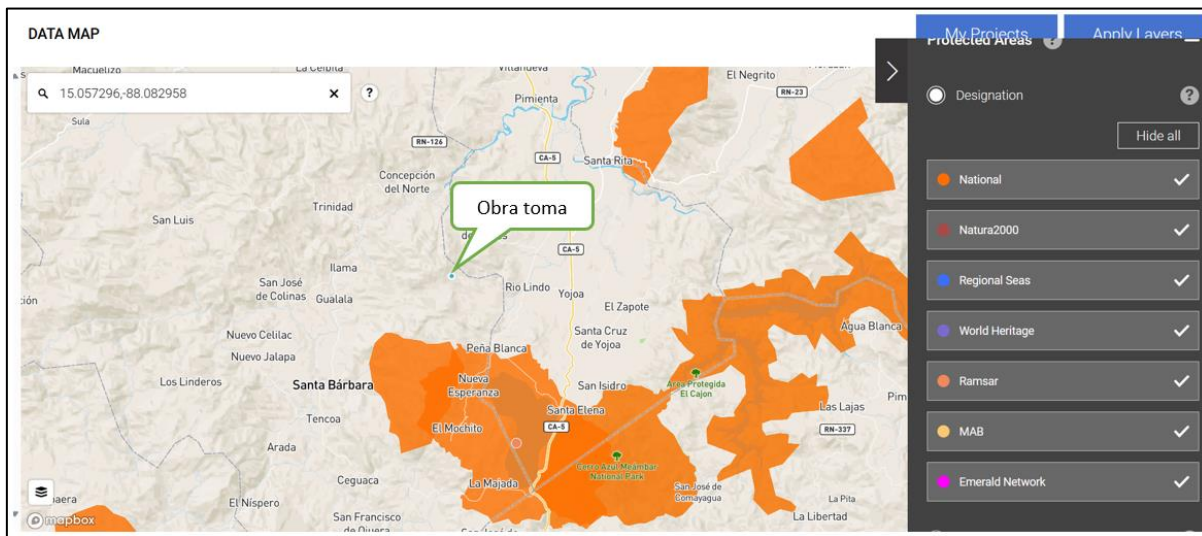 DATA MAP
My Projects
Apply Layers
Protected Areas
?
15.057296,-88.082958
×
?
Macuelizo
La Ceibita
Villanueva
El Negrito
RN-23
Pimienta
Sula
RN-126
CA-5
Santa Rita
Concepción
del Norte
Trinidad
Obra toma
San Luis
CA-5
Ilama
San José
de Colinas
Gualala
Rio Lindo
Yojoa
El Zapote
Nuevo Celilac
Santa Cruz
de Yojoa
Agua Blanca
Nuevo Jalapa
Peña Blanca
Los Linderos
Santa Bárbara
Nueva
Esperanza
San Isidro
Area Protegida
El Cajon
Tencoa
Santa Elena
Las Lajas
Pim
El Mochito
CA-5
RN-337
Arada
Cerro Azul Meámbar
National Park
Ceguaca
La Majada
San José de
Comayagua
La Pita
El Níspero
San Francisco
La Libertad
mapbox
Designation
?
Hide all
National
Natura2000
Regional Seas
World Heritage
Ramsar
MAB
Emerald Network